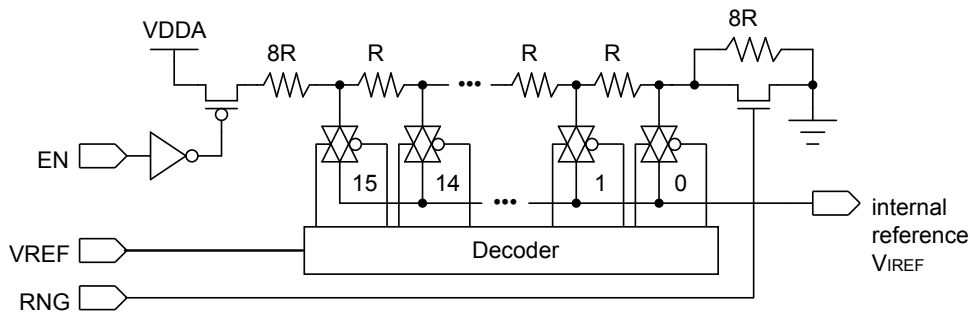 8R
VDDA
8R
R
R
R
•••
EN
15
14
1
0
•••
internal
reference
VIREF
Decoder
VREF
RNG